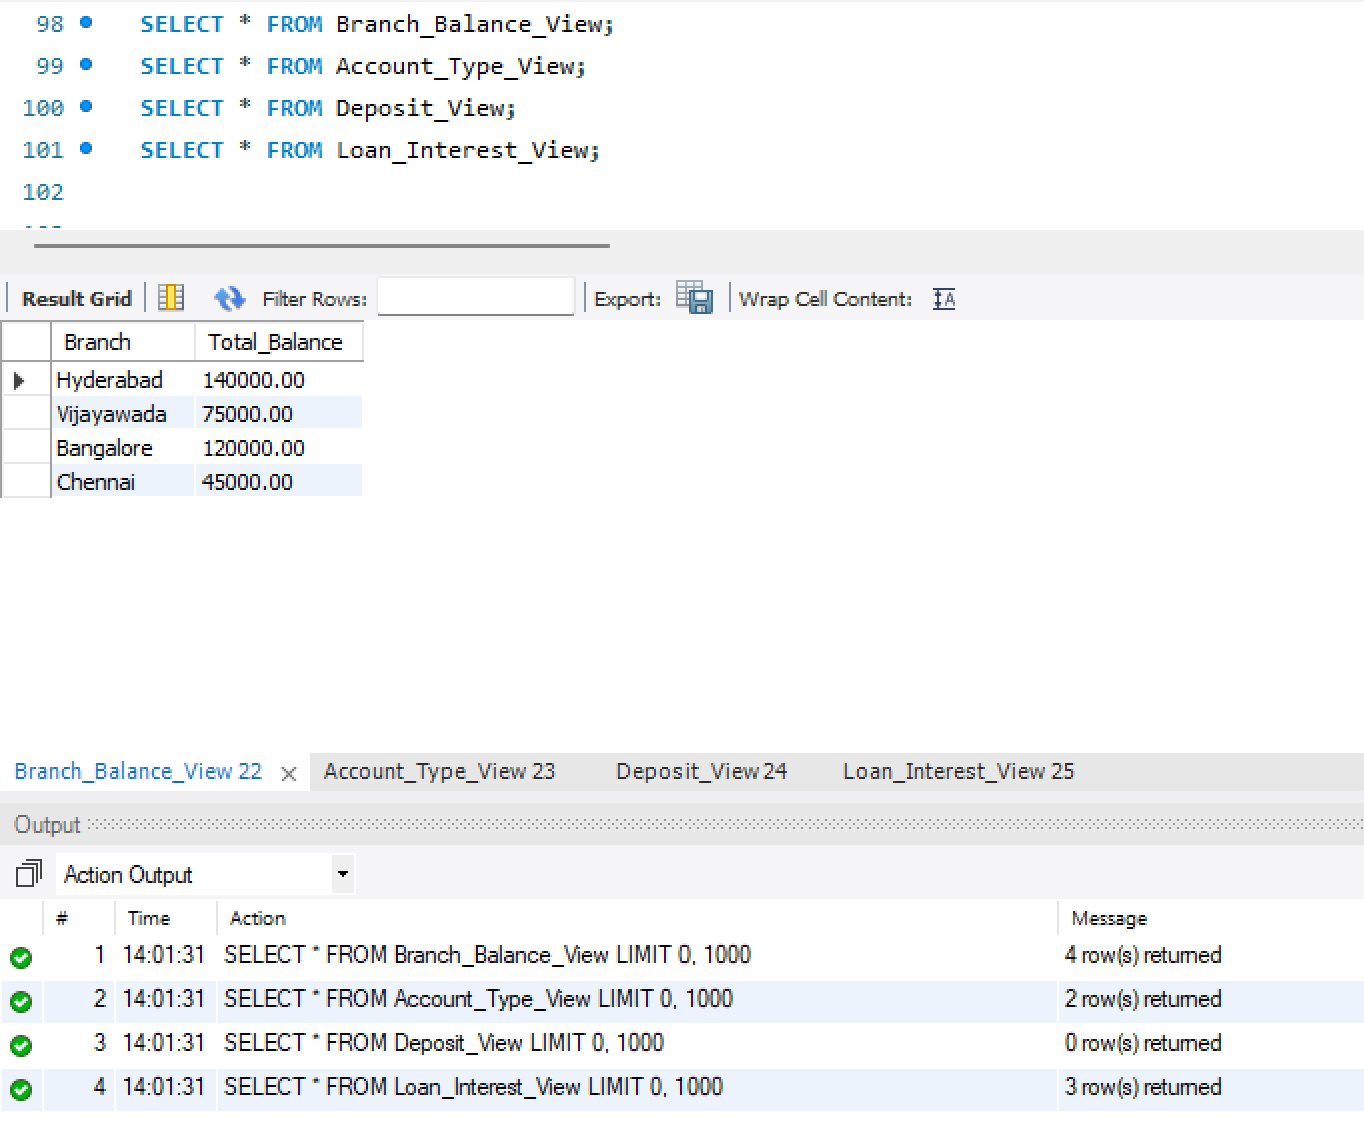 98 SELECT * FROM Branch_Balance_View;
99 SELECT * FROM Account_Type_View;
100 SELECT * FROM Deposit_View;
101 SELECT * FROM Loan_Interest_View;
102
Result Grid Filter Rows: Export: Wrap Cell Content: IA
Branch Total_Balance
Hyderabad 140000.00
Vijayawada 75000.00
Bangalore 120000.00
Chennai 45000.00
Branch_Balance_View 22 Account_Type_View 23 Deposit_View 24 Loan_Interest_View 25
Output
Action Output
# Time Action Message
1 14:01:31 SELECT * FROM Branch_Balance_View LIMIT 0, 1000 4 row(s) returned
2 14:01:31 SELECT * FROM Account_Type_View LIMIT 0, 1000 2 row(s) returned
3 14:01:31 SELECT * FROM Deposit_View LIMIT 0, 1000 0 row(s) returned
4 14:01:31 SELECT * FROM Loan_Interest_View LIMIT 0, 1000 3 row(s) returned